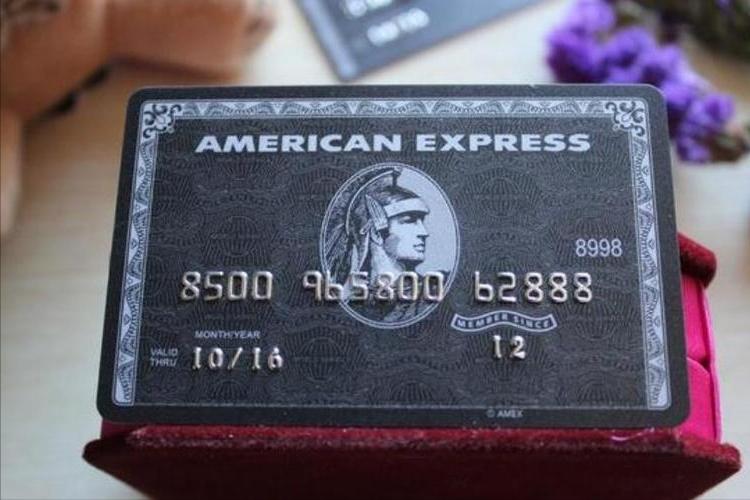 AMERICAN EXPRESS
8998
8500 965800 62888
MEMBER SINCE
MONTH/YEAR
VALID
THRU 10/16
12
© AMEX